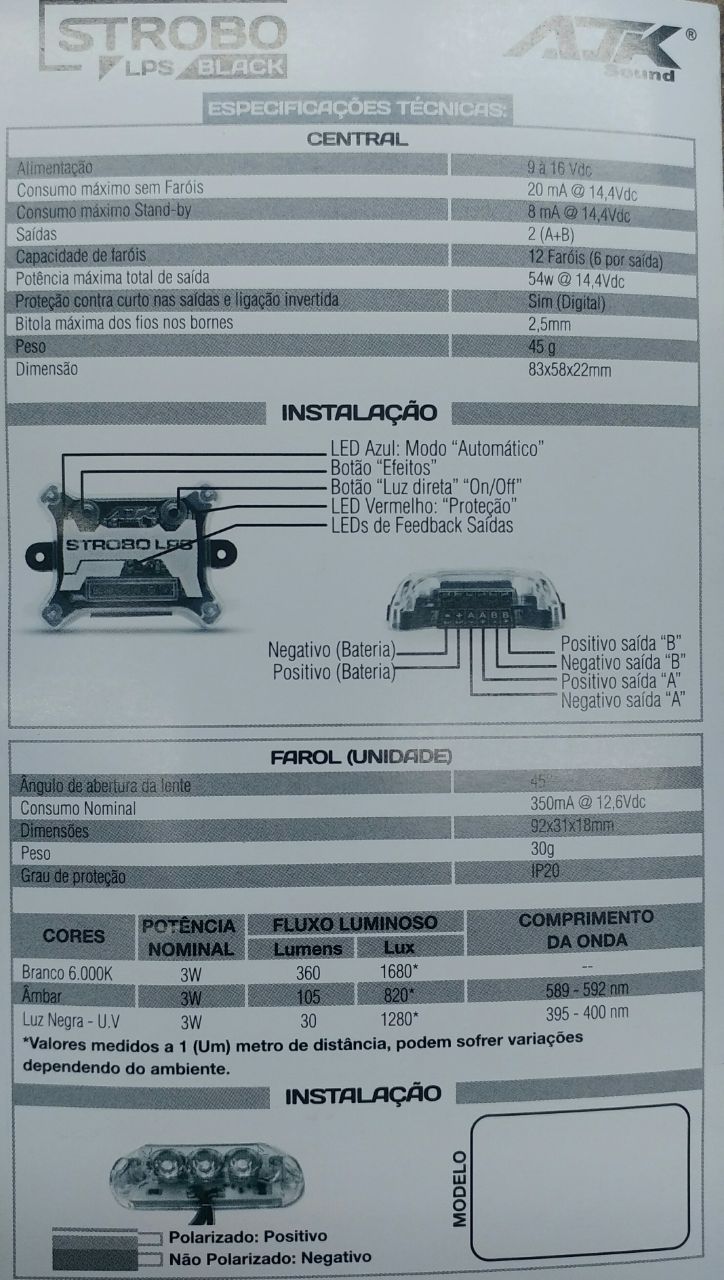 STROBO
LPS BLACK
AJK®
Sound
ESPECIFICAÇÕES TÉCNICAS:
CENTRAL
Alimentação 9 à 16 Vdc
Consumo máximo sem Faróis 20 mA @ 14,4Vdc
Consumo máximo Stand-by 8 mA @ 14,4Vdc
Saídas 2 (A+B)
Capacidade de faróis 12 Faróis (6 por saída)
Potência máxima total de saída 54w @ 14,4Vdc
Proteção contra curto nas saídas e ligação invertida Sim (Digital)
Bitola máxima dos fios nos bornes 2,5mm
Peso 45 g
Dimensão 83x58x22mm
INSTALAÇÃO
LED Azul: Modo “Automático”
Botão “Efeitos”
Botão “Luz direta” “On/Off”
LED Vermelho: “Proteção”
LEDs de Feedback Saídas
AJK
STROBO LPS
- + A A B B
Negativo (Bateria)
Positivo (Bateria)
Positivo saída “B”
Negativo saída “B”
Positivo saída “A”
Negativo saída “A”
FAROL (UNIDADE)
Ângulo de abertura da lente 45°
Consumo Nominal 350mA @ 12,6Vdc
Dimensões 92x31x18mm
Peso 30g
Grau de proteção IP20
CORES POTÊNCIA NOMINAL FLUXO LUMINOSO COMPRIMENTO DA ONDA
Lumens Lux
Branco 6.000K 3W 360 1680* --
Âmbar 3W 105 820* 589 - 592 nm
Luz Negra - U.V 3W 30 1280* 395 - 400 nm
*Valores medidos a 1 (Um) metro de distância, podem sofrer variações
dependendo do ambiente.
INSTALAÇÃO
MODELO
Polarizado: Positivo
Não Polarizado: Negativo